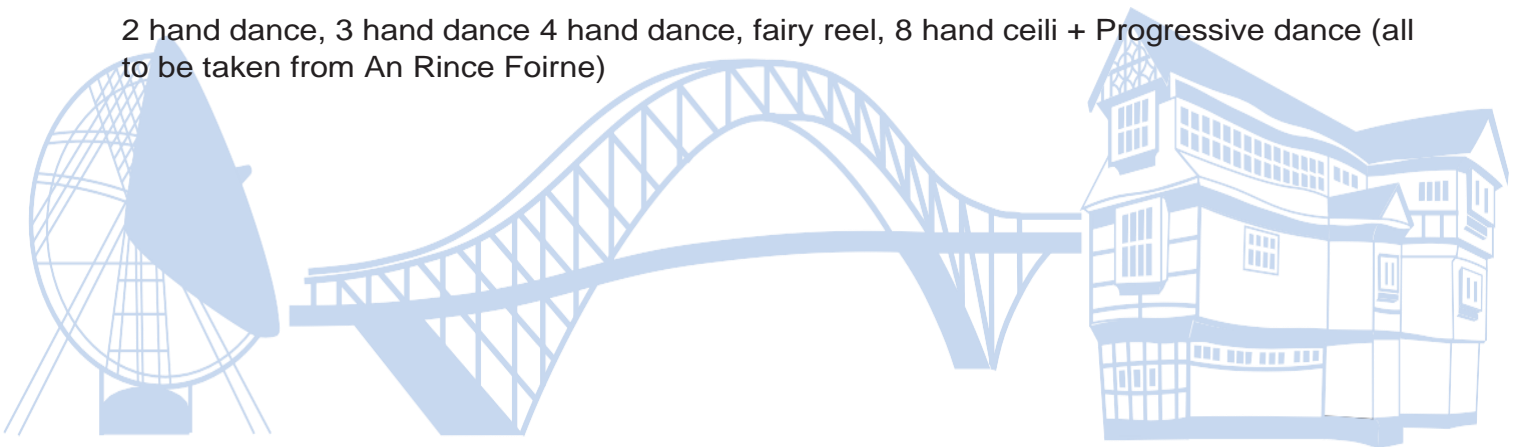 2 hand dance, 3 hand dance 4 hand dance, fairy reel, 8 hand ceili + Progressive dance (all
to be taken from An Rince Foirne)